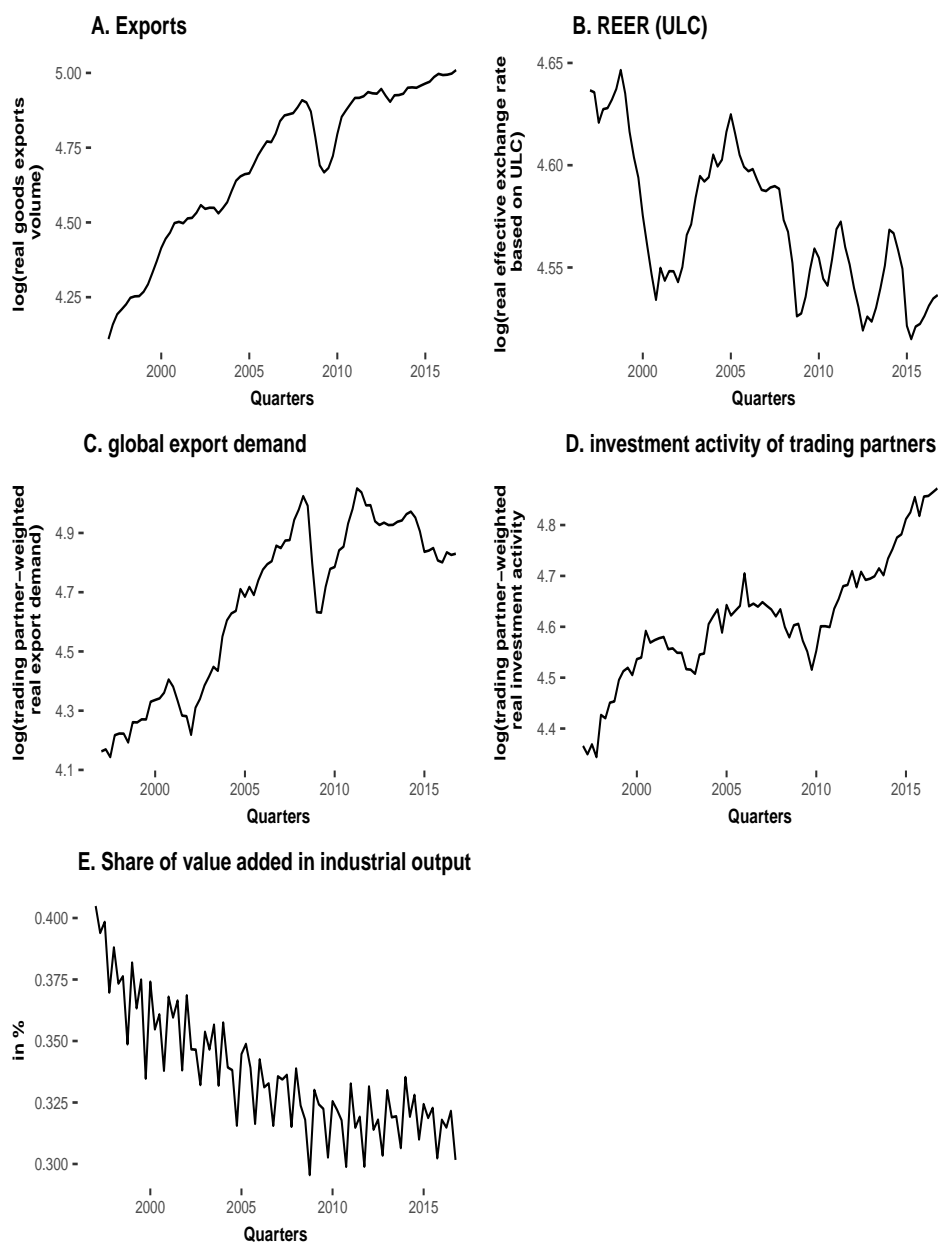 A. Exports
log(real goods exports
volume)
5.00
4.75
4.50
4.25
2000 2005 2010 2015
Quarters
B. REER (ULC)
log(real effective exchange rate
based on ULC)
4.65
4.60
4.55
2000 2005 2010 2015
Quarters
C. global export demand
log(trading partner−weighted
real export demand)
4.9
4.7
4.5
4.3
4.1
2000 2005 2010 2015
Quarters
D. investment activity of trading partners
log(trading partner−weighted
real investment activity
4.8
4.7
4.6
4.5
4.4
2000 2005 2010 2015
Quarters
E. Share of value added in industrial output
in %
0.400
0.375
0.350
0.325
0.300
2000 2005 2010 2015
Quarters